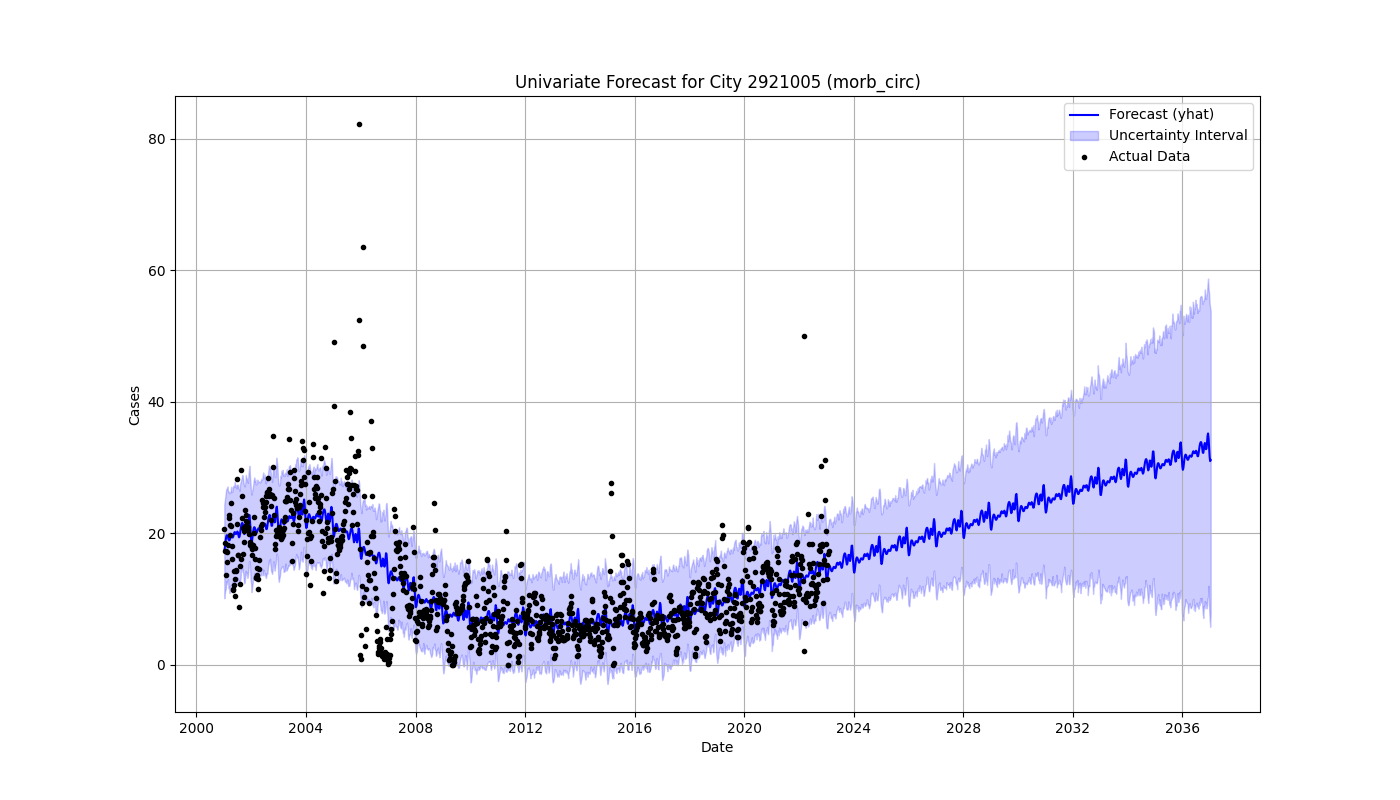 Univariate Forecast for City 2921005 (morb_circ)
Forecast (yhat)
Uncertainty Interval
Actual Data
Cases
80
60
40
20
0
2000 2004 2008 2012 2016 2020 2024 2028 2032 2036
Date